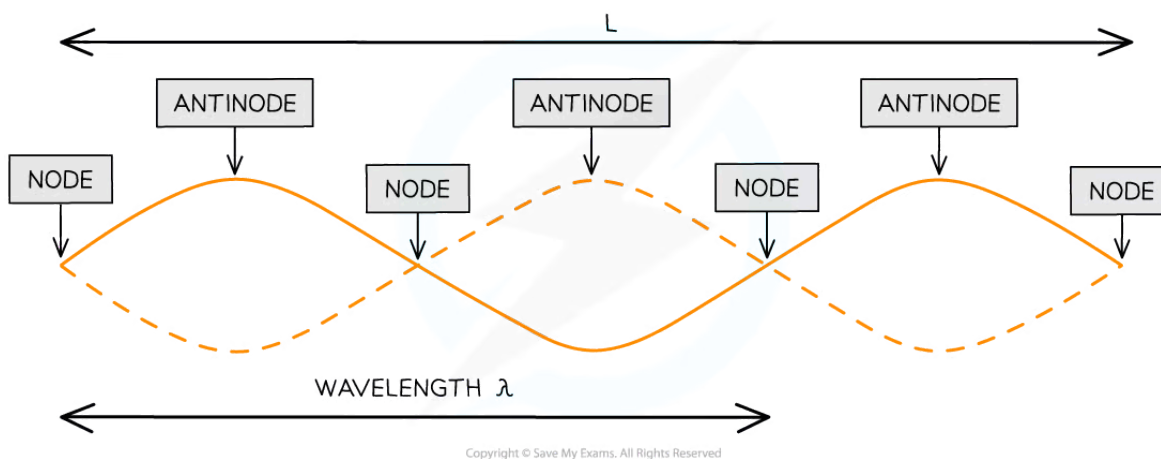 L
ANTINODE
ANTINODE
ANTINODE
NODE
NODE
NODE
NODE
WAVELENGTH λ
Copyright © Save My Exams. All Rights Reserved